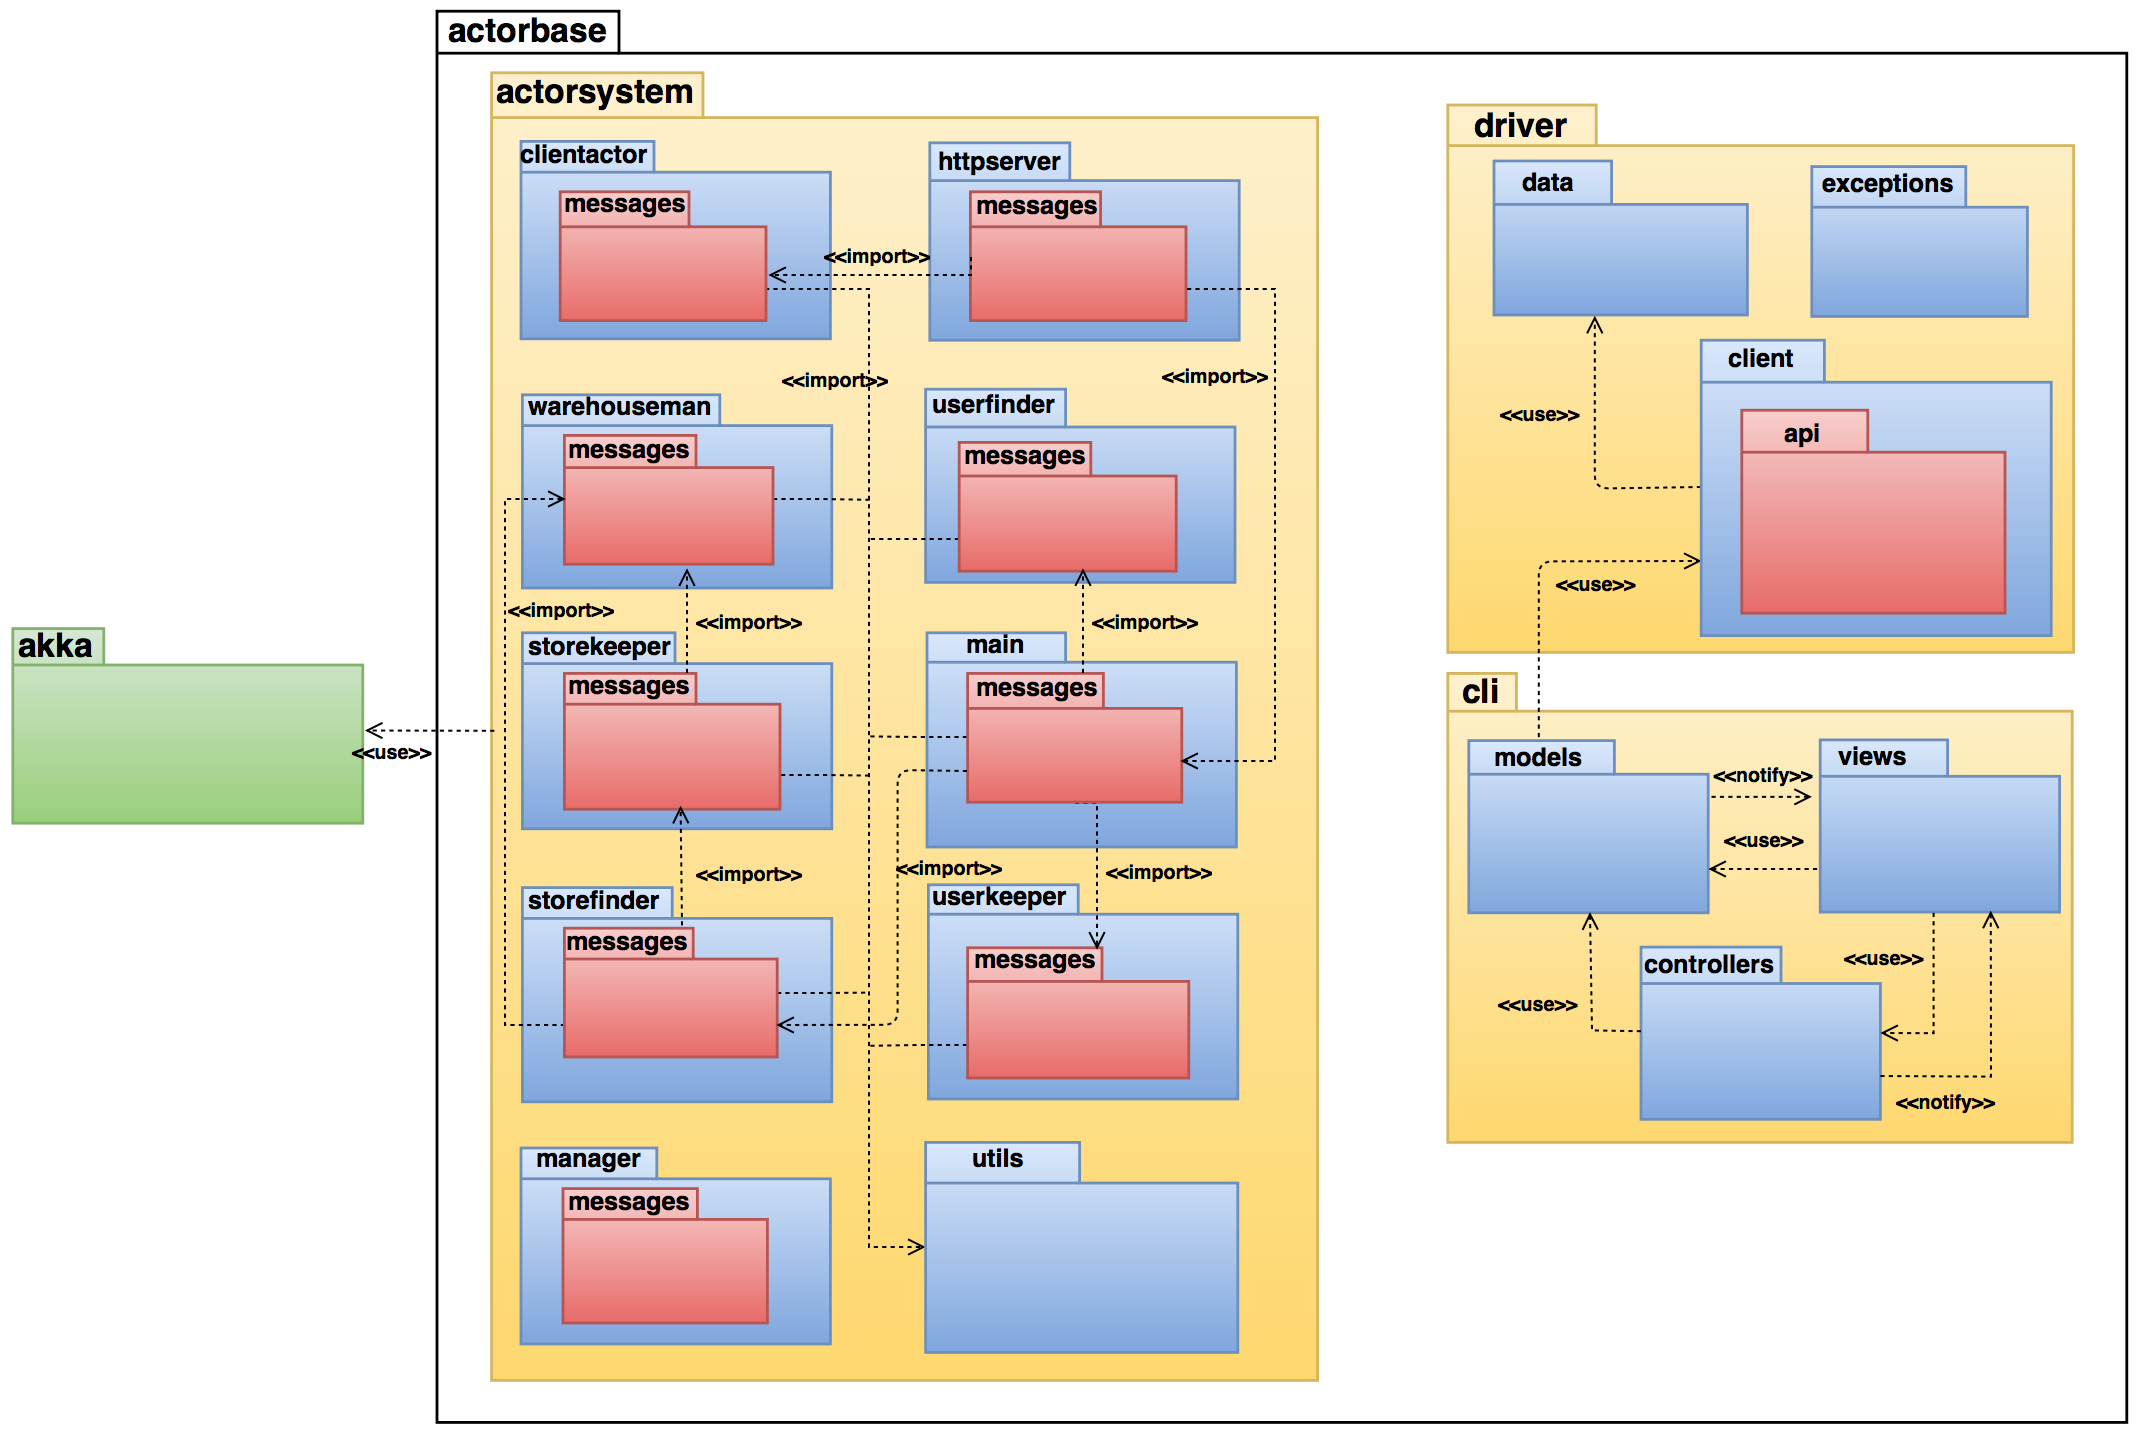 actorbase
actorsystem
clientactor
messages
httpserver
messages
<<import>>
<<import>>
<<import>>
warehouseman
messages
userfinder
messages
<<import>>
<<import>>
<<import>>
storekeeper
messages
main
messages
<<import>>
<<import>>
<<import>>
storefinder
messages
userkeeper
messages
manager
messages
utils
akka
<<use>>
driver
data
exceptions
client
api
<<use>>
<<use>>
cli
models
views
<<notify>>
<<use>>
controllers
<<use>>
<<use>>
<<notify>>